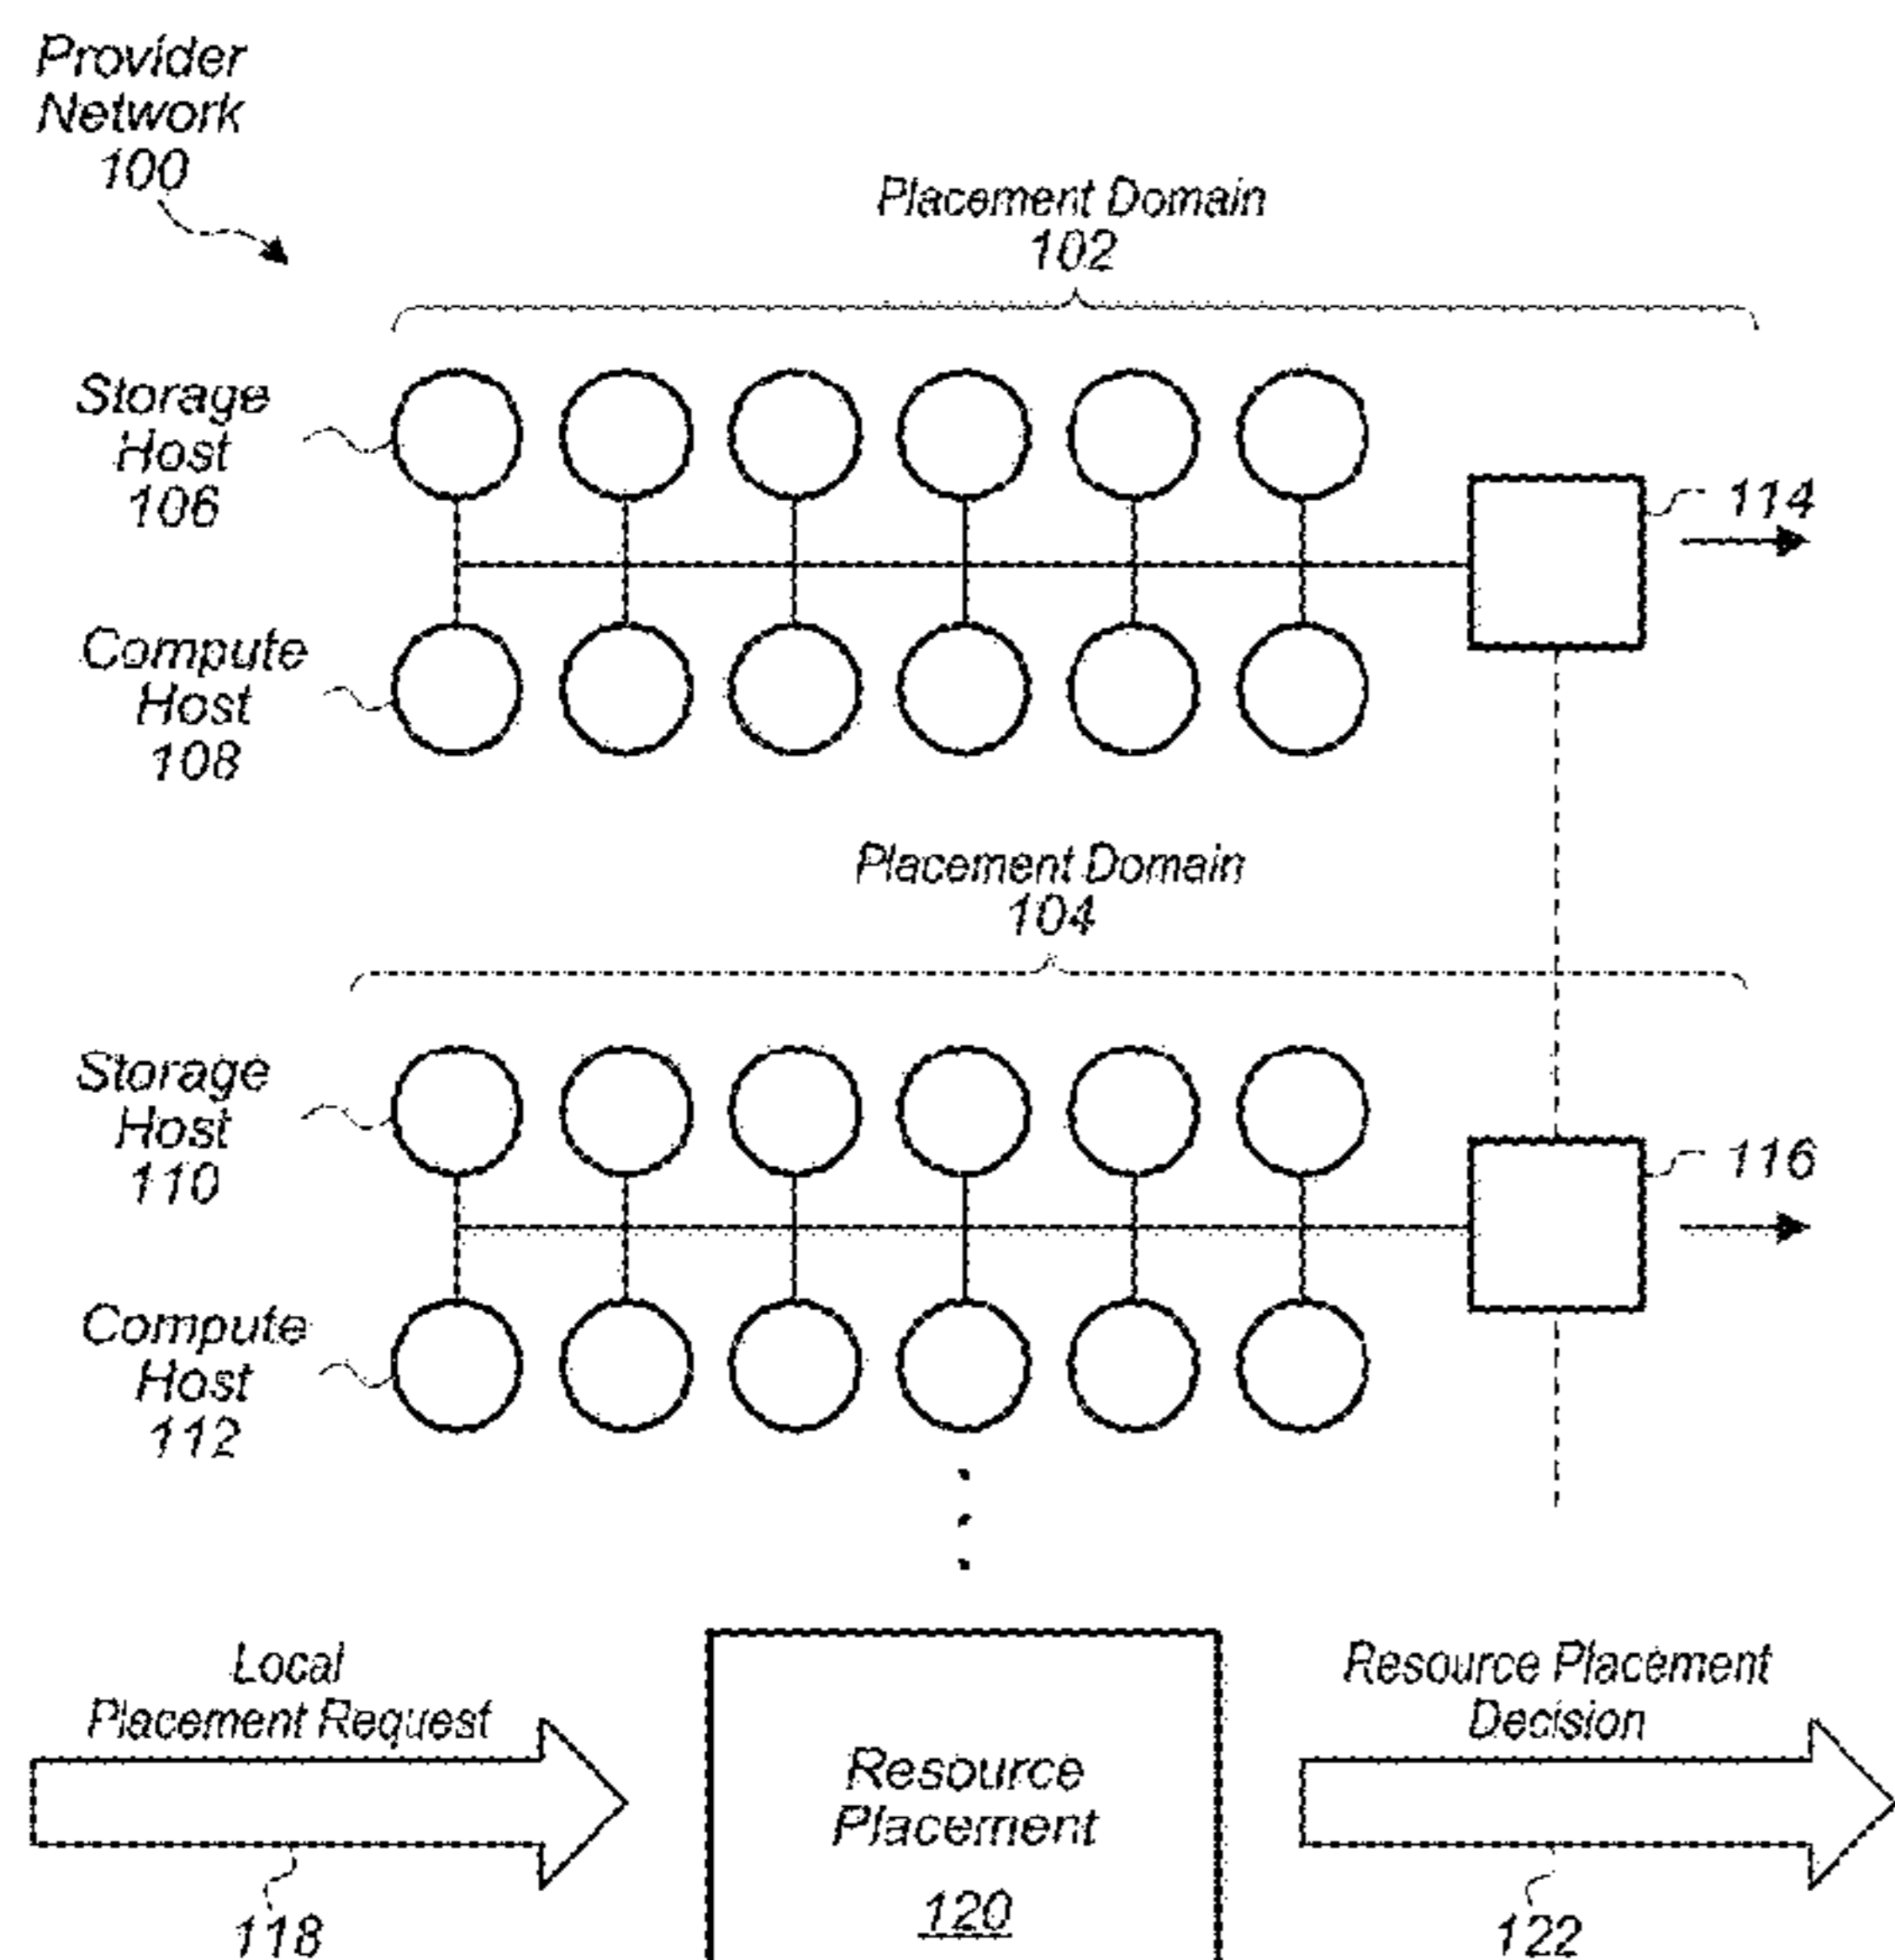 Provider
Network
100
Placement Domain
102
Storage
Host
106
114
Compute
Host
108
Placement Domain
104
Storage
Host
110
116
Compute
Host
112
Local
Placement Request
118
Resource
Placement
120
Resource Placement
Decision
122